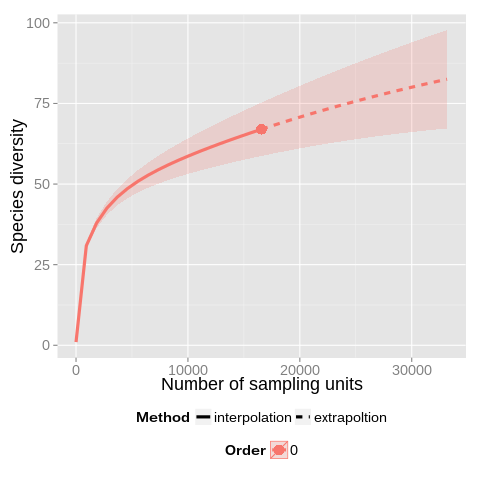 100
75
50
25
0
Species diversity
0 10000 20000 30000
Number of sampling units
Method interpolation extrapoltion
Order 0